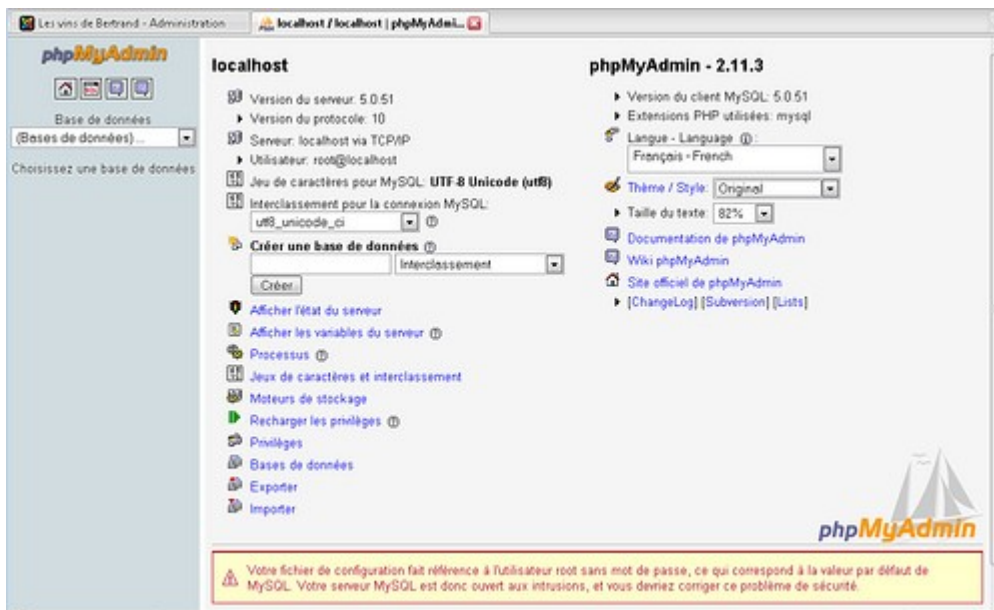 Les vins de Bertrand - Administration
localhost / localhost | phpMyAdmi...
phpMyAdmin
Base de données
(Bases de données) ...
Choisissez une base de données
localhost
Version du serveur: 5.0.51
Version du protocole: 10
Serveur: localhost via TCP/IP
Utilisateur: root@localhost
Jeu de caractères pour MySQL: UTF-8 Unicode (utf8)
Interclassement pour la connexion MySQL:
utf8_unicode_ci
Créer une base de données
Interclassement
Créer
Afficher l'état du serveur
Afficher les variables du serveur
Processus
Jeux de caractères et interclassement
Moteurs de stockage
Recharger les privilèges
Privilèges
Bases de données
Exporter
Importer
phpMyAdmin - 2.11.3
Version du client MySQL: 5.0.51
Extensions PHP utilisées: mysql
Langue - Language :
Français - French
Thème / Style: Original
Taille du texte: 82%
Documentation de phpMyAdmin
Wiki phpMyAdmin
Site officiel de phpMyAdmin
[ChangeLog] [Subversion] [Lists]
phpMyAdmin
Votre fichier de configuration fait référence à l'utilisateur root sans mot de passe, ce qui correspond à la valeur par défaut de
MySQL. Votre serveur MySQL est donc ouvert aux intrusions, et vous devriez corriger ce problème de sécurité.